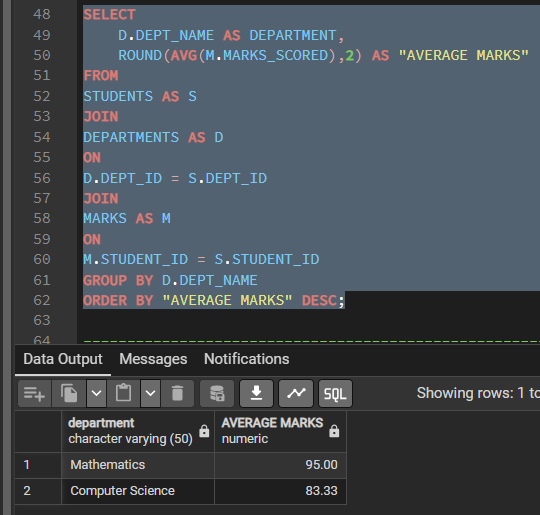 48 SELECT
49 D.DEPT_NAME AS DEPARTMENT,
50 ROUND(AVG(M.MARKS_SCORED),2) AS "AVERAGE MARKS"
51 FROM
52 STUDENTS AS S
53 JOIN
54 DEPARTMENTS AS D
55 ON
56 D.DEPT_ID = S.DEPT_ID
57 JOIN
58 MARKS AS M
59 ON
60 M.STUDENT_ID = S.STUDENT_ID
61 GROUP BY D.DEPT_NAME
62 ORDER BY "AVERAGE MARKS" DESC;
63
64 ----------------------------------------------------
Data Output Messages Notifications
SQL Showing rows: 1 to
department AVERAGE MARKS
character varying (50) numeric
1 Mathematics 95.00
2 Computer Science 83.33